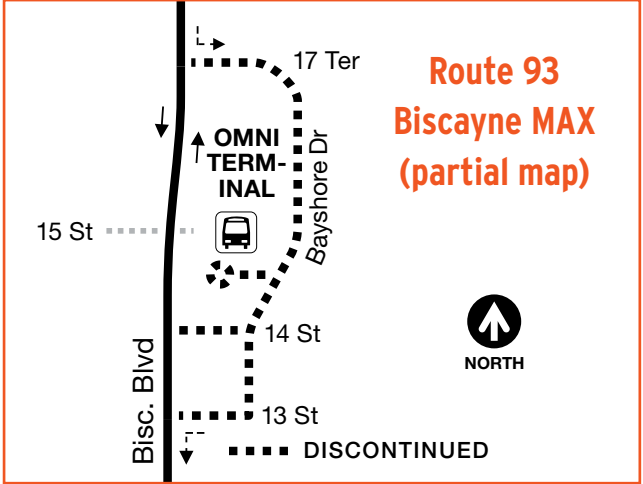 17 Ter
Route 93
Biscayne MAX
(partial map)
OMNI
TERM-
INAL
Bayshore Dr
15 St
14 St
NORTH
Bisc. Blvd
13 St
DISCONTINUED